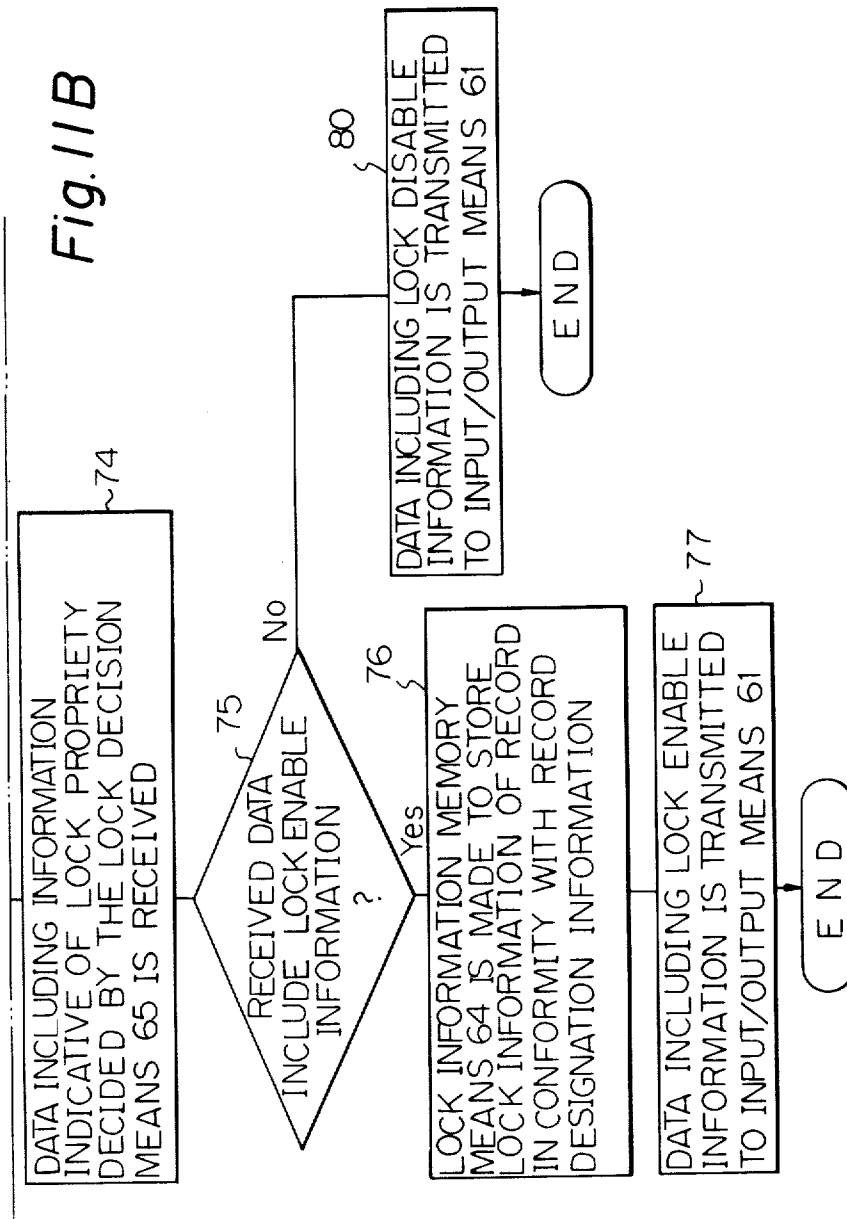 Fig. 11B
DATA INCLUDING INFORMATION
INDICATIVE OF LOCK PROPRIETY
DECIDED BY THE LOCK DECISION
MEANS 65 IS RECEIVED
74
75
RECEIVED DATA
INCLUDE LOCK ENABLE
INFORMATION
?
No
Yes
76
LOCK INFORMATION MEMORY
MEANS 64 IS MADE TO STORE
LOCK INFORMATION OF RECORD
IN CONFORMITY WITH RECORD
DESIGNATION INFORMATION
77
DATA INCLUDING LOCK ENABLE
INFORMATION IS TRANSMITTED
TO INPUT/OUTPUT MEANS 61
END
80
DATA INCLUDING LOCK DISABLE
INFORMATION IS TRANSMITTED
TO INPUT/OUTPUT MEANS 61
END